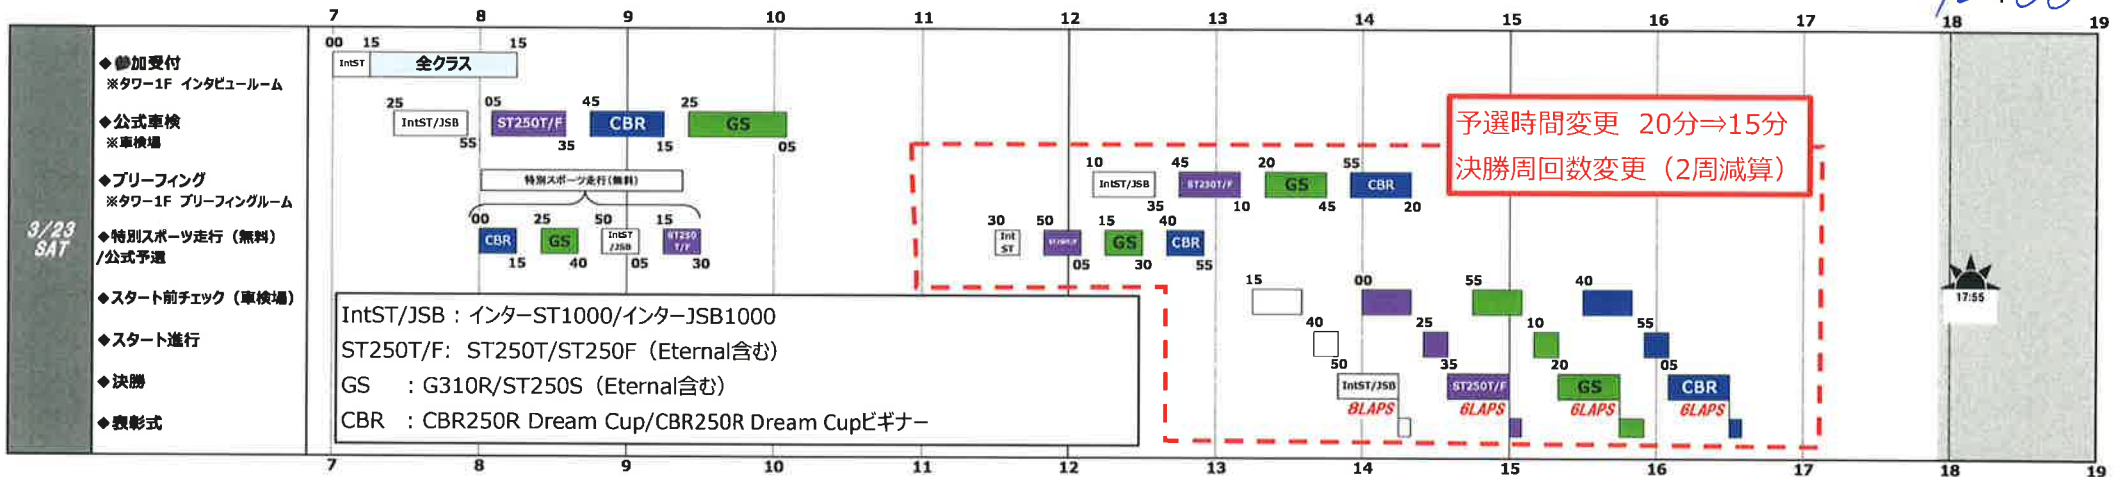 7 8 9 10 11 12 13 14 15 16 17 18 19
00 15 15
◆参加受付 IntST 全クラス
※タワー1F インタビュールーム
25 05 45 25
◆公式車検 IntST/JSB ST250T/F CBR GS
※車検場 55 35 15 05
予選時間変更 20分⇒15分
決勝周回数変更（2周減算）
10 45 20 55
◆ブリーフィング 特別スポーツ走行(無料) IntST/JSB ST250T/F GS CBR
※タワー1F ブリーフィングルーム 35 10 45 20
3/23
SAT
00 25 50 15 30 50 15 40
◆特別スポーツ走行（無料） CBR GS IntST/JSB ST250T/F Int ST GS CBR
/公式予選 15 40 05 30 05 30 55
◆スタート前チェック（車検場） 15 00 55 40
17:55
◆スタート進行 40 25 10 55
50 35 20 05
◆決勝 IntST/JSB ST250T/F GS CBR
8LAPS 6LAPS 6LAPS 6LAPS
◆表彰式
IntST/JSB：インターST1000/インターJSB1000
ST250T/F: ST250T/ST250F（Eternal含む）
GS ：G310R/ST250S（Eternal含む）
CBR ：CBR250R Dream Cup/CBR250R Dream Cupビギナー
7 8 9 10 11 12 13 14 15 16 17 18 19